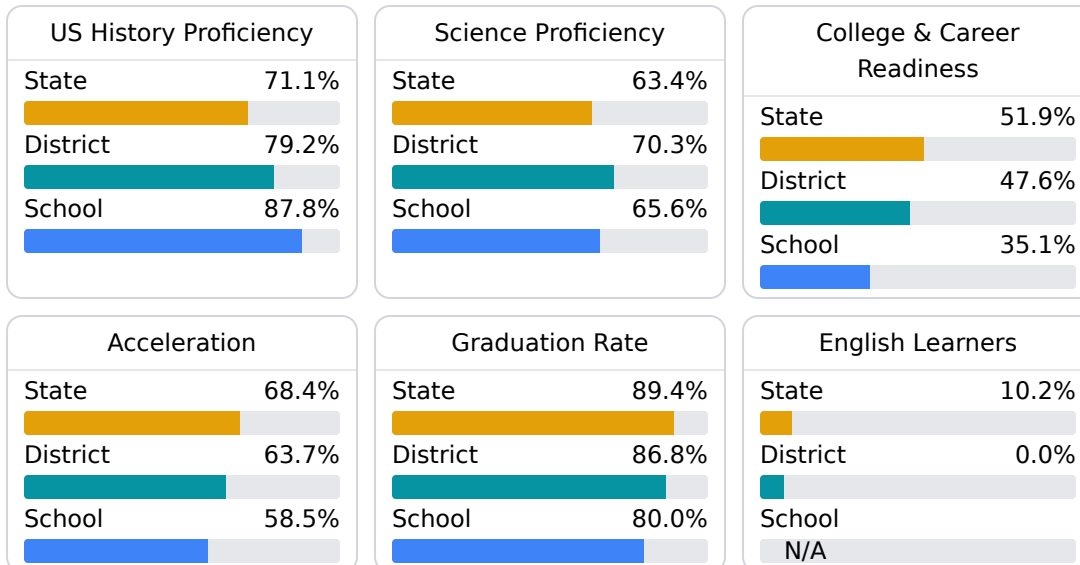 US History Proficiency
State 71.1%
District 79.2%
School 87.8%
Science Proficiency
State 63.4%
District 70.3%
School 65.6%
College & Career
Readiness
State 51.9%
District 47.6%
School 35.1%
Acceleration
State 68.4%
District 63.7%
School 58.5%
Graduation Rate
State 89.4%
District 86.8%
School 80.0%
English Learners
State 10.2%
District 0.0%
School
N/A